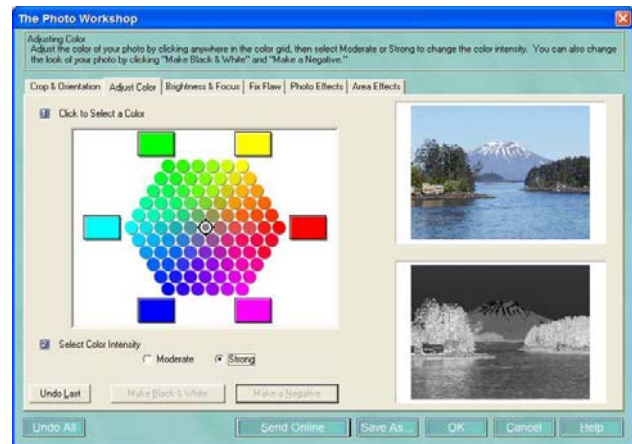 The Photo Workshop
Adjusting Color
Adjust the color of your photo by clicking anywhere in the color grid, then select Moderate or Strong to change the color intensity. You can also change
the look of your photo by clicking "Make Black & White" and "Make a Negative."
Crop & Orientation Adjust Color Brightness & Focus Fix Flaw Photo Effects Area Effects
1 Click to Select a Color
2 Select Color Intensity
Moderate Strong
Undo Last Make Black & White Make a Negative
Undo All Send Online Save As... OK Cancel Help